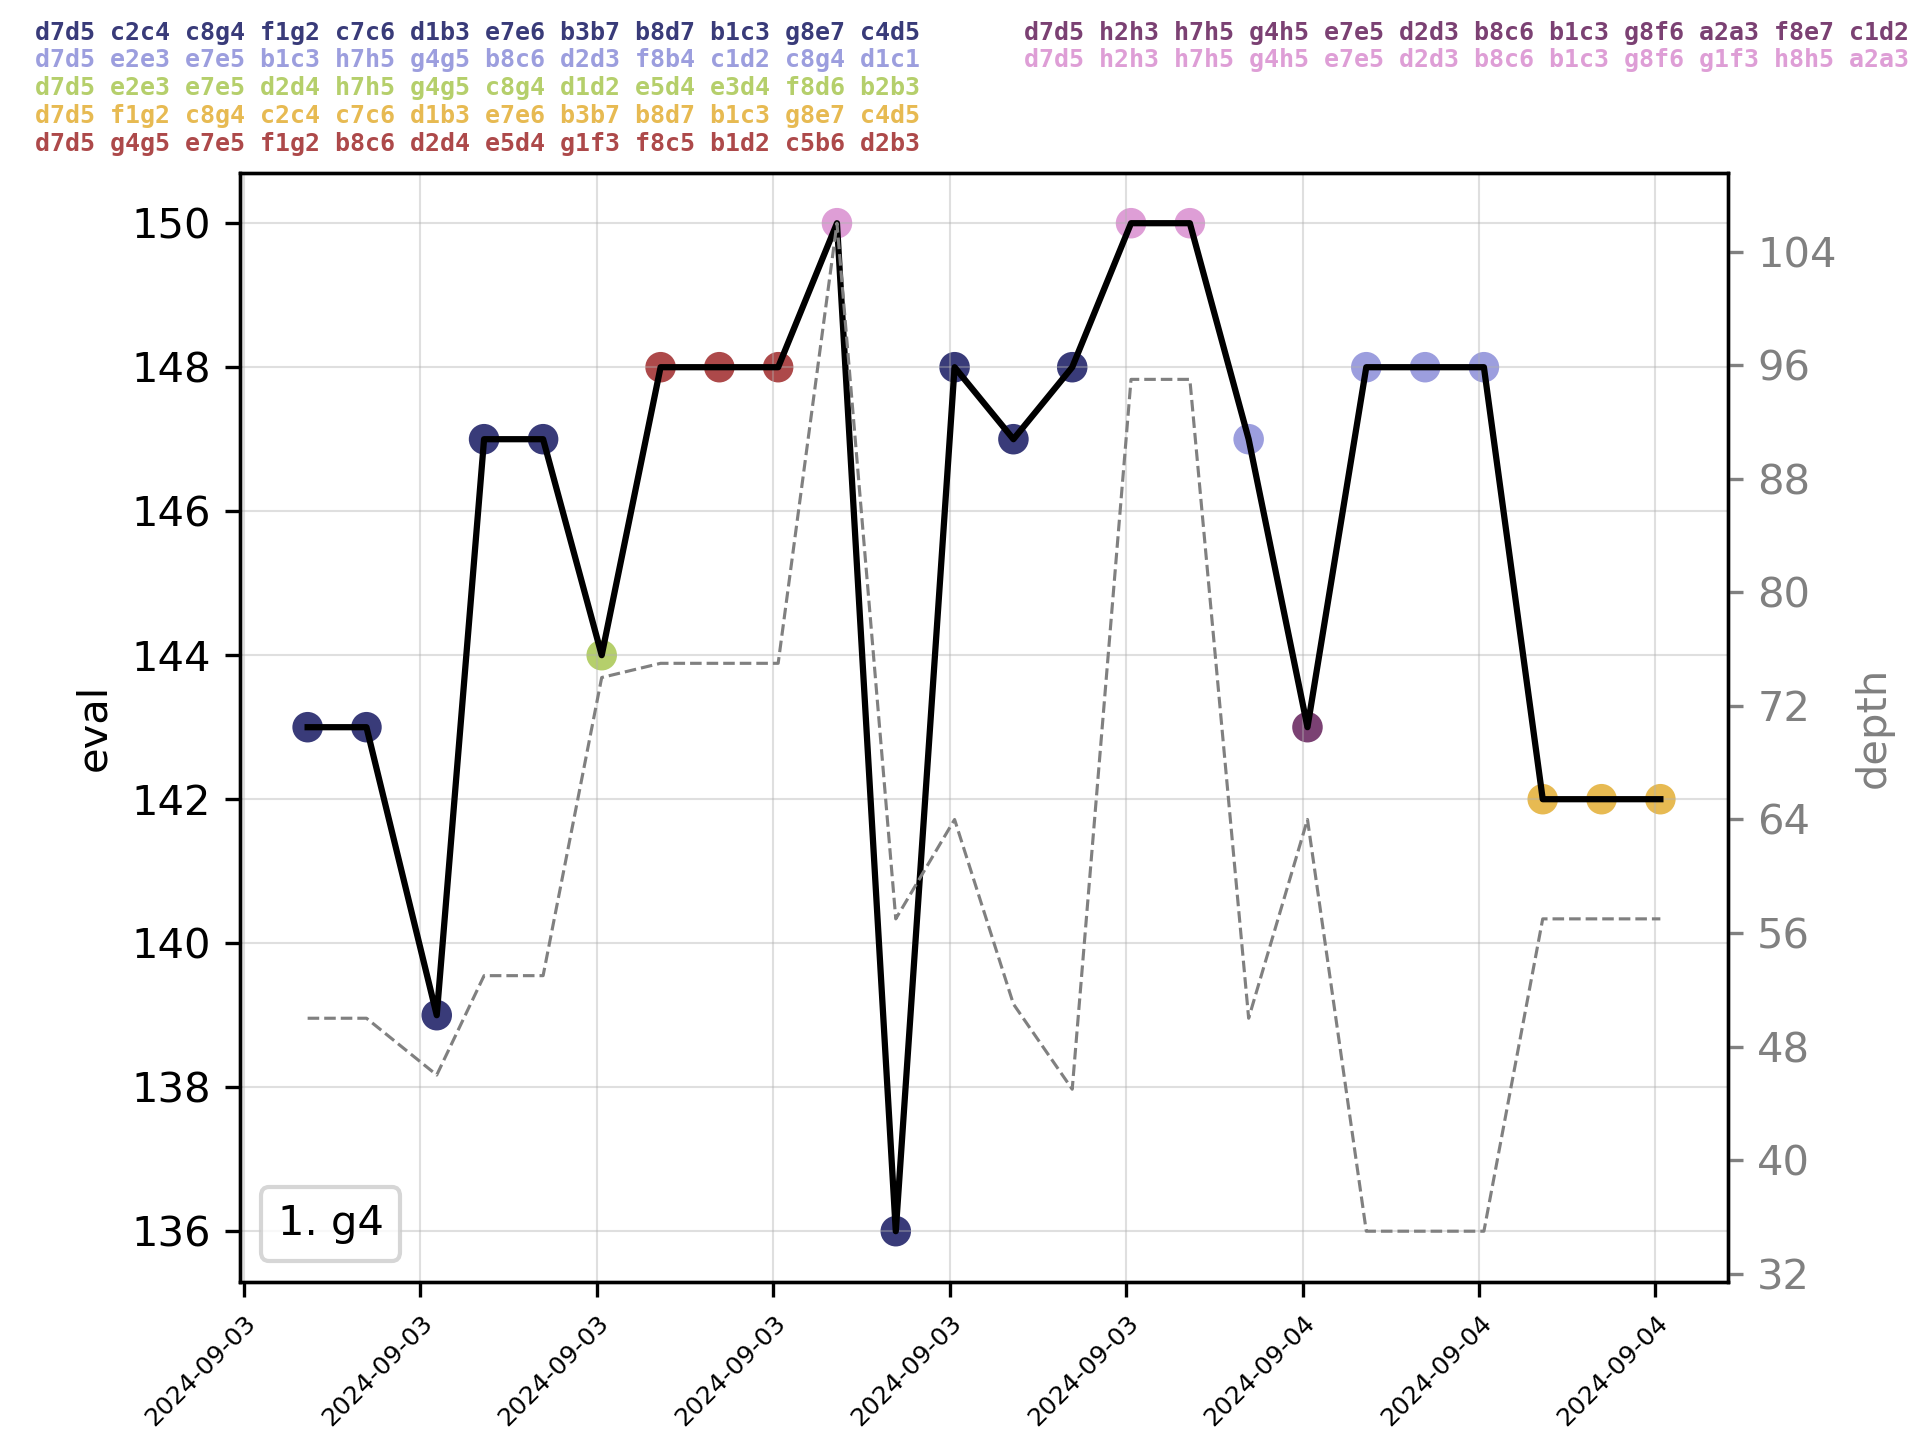 d7d5 c2c4 c8g4 f1g2 c7c6 d1b3 e7e6 b3b7 b8d7 b1c3 g8e7 c4d5
d7d5 e2e3 e7e5 b1c3 h7h5 g4g5 b8c6 d2d3 f8b4 c1d2 c8g4 d1c1
d7d5 e2e3 e7e5 d2d4 h7h5 g4g5 c8g4 d1d2 e5d4 e3d4 f8d6 b2b3
d7d5 f1g2 c8g4 c2c4 c7c6 d1b3 e7e6 b3b7 b8d7 b1c3 g8e7 c4d5
d7d5 g4g5 e7e5 f1g2 b8c6 d2d4 e5d4 g1f3 f8c5 b1d2 c5b6 d2b3
d7d5 h2h3 h7h5 g4h5 e7e5 d2d3 b8c6 b1c3 g8f6 a2a3 f8e7 c1d2
d7d5 h2h3 h7h5 g4h5 e7e5 d2d3 b8c6 b1c3 g8f6 g1f3 h8h5 a2a3
150
148
146
144
142
140
138
136
eval
104
96
88
80
72
64
56
48
40
32
depth
1. g4
2024-09-03
2024-09-03
2024-09-03
2024-09-03
2024-09-03
2024-09-03
2024-09-04
2024-09-04
2024-09-04